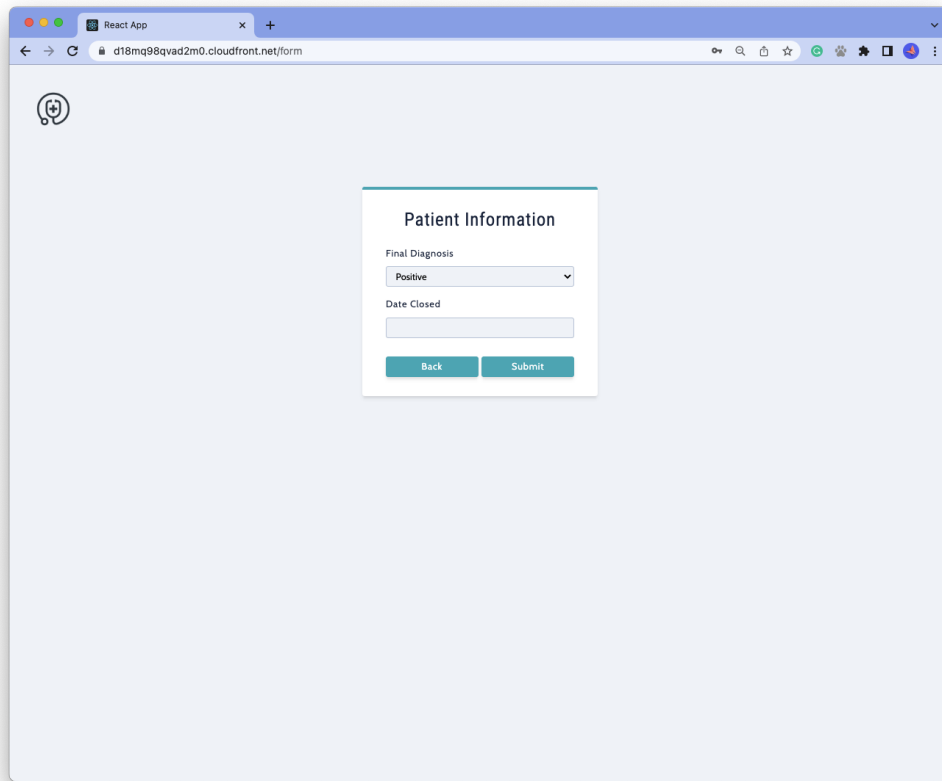 React App
d18mq98qvad2m0.cloudfront.net/form
Patient Information
Final Diagnosis
Positive
Date Closed
Back Submit